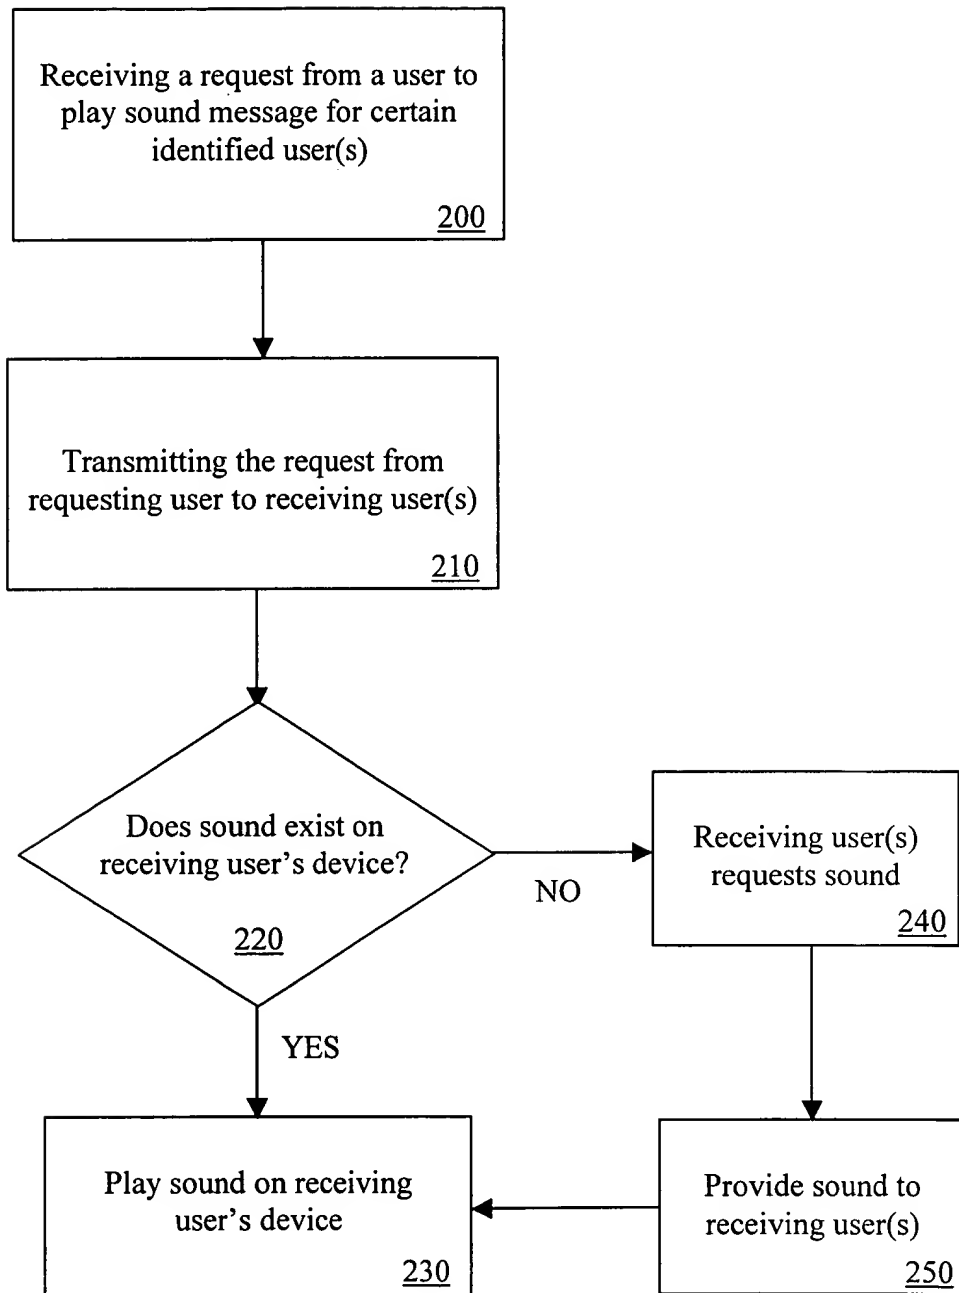 Receiving a request from a user to
play sound message for certain
identified user(s)
200
Transmitting the request from
requesting user to receiving user(s)
210
Does sound exist on
receiving user's device?
220
NO
Receiving user(s)
requests sound
240
YES
Play sound on receiving
user's device
230
Provide sound to
receiving user(s)
250